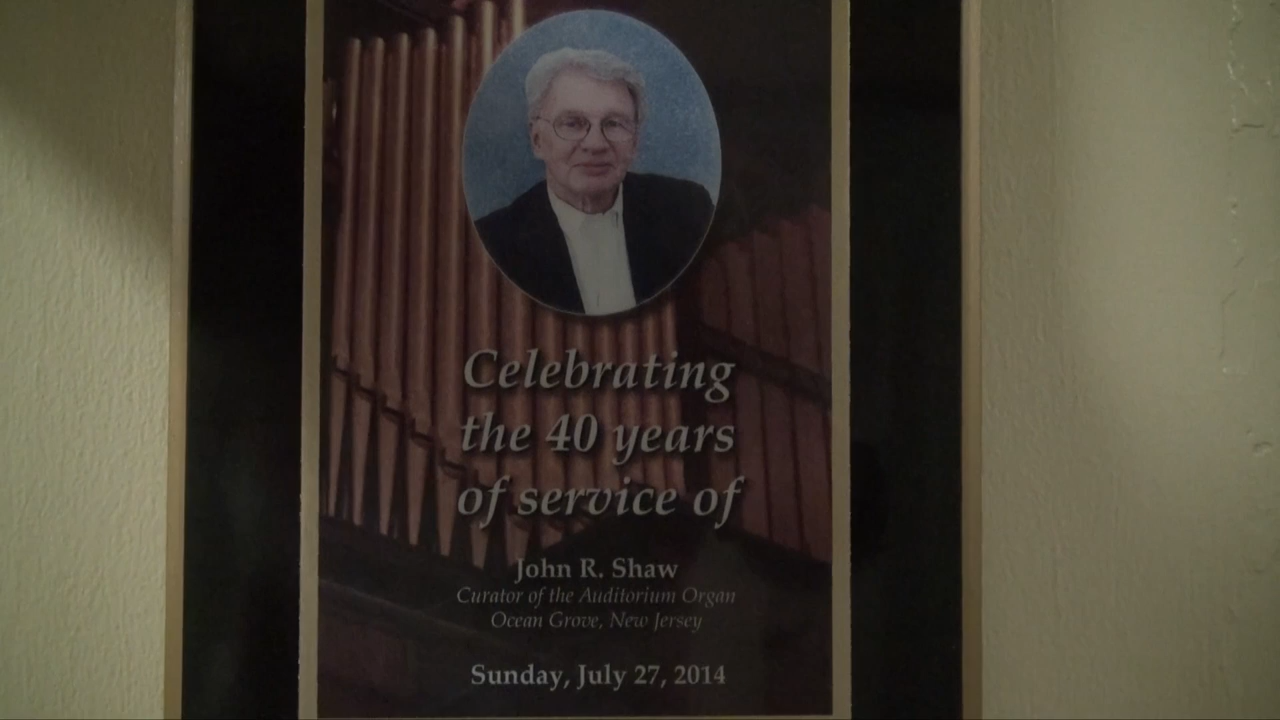 Celebrating
the 40 years
of service of
John R. Shaw
Curator of the Auditorium Organ
Ocean Grove, New Jersey
Sunday, July 27, 2014